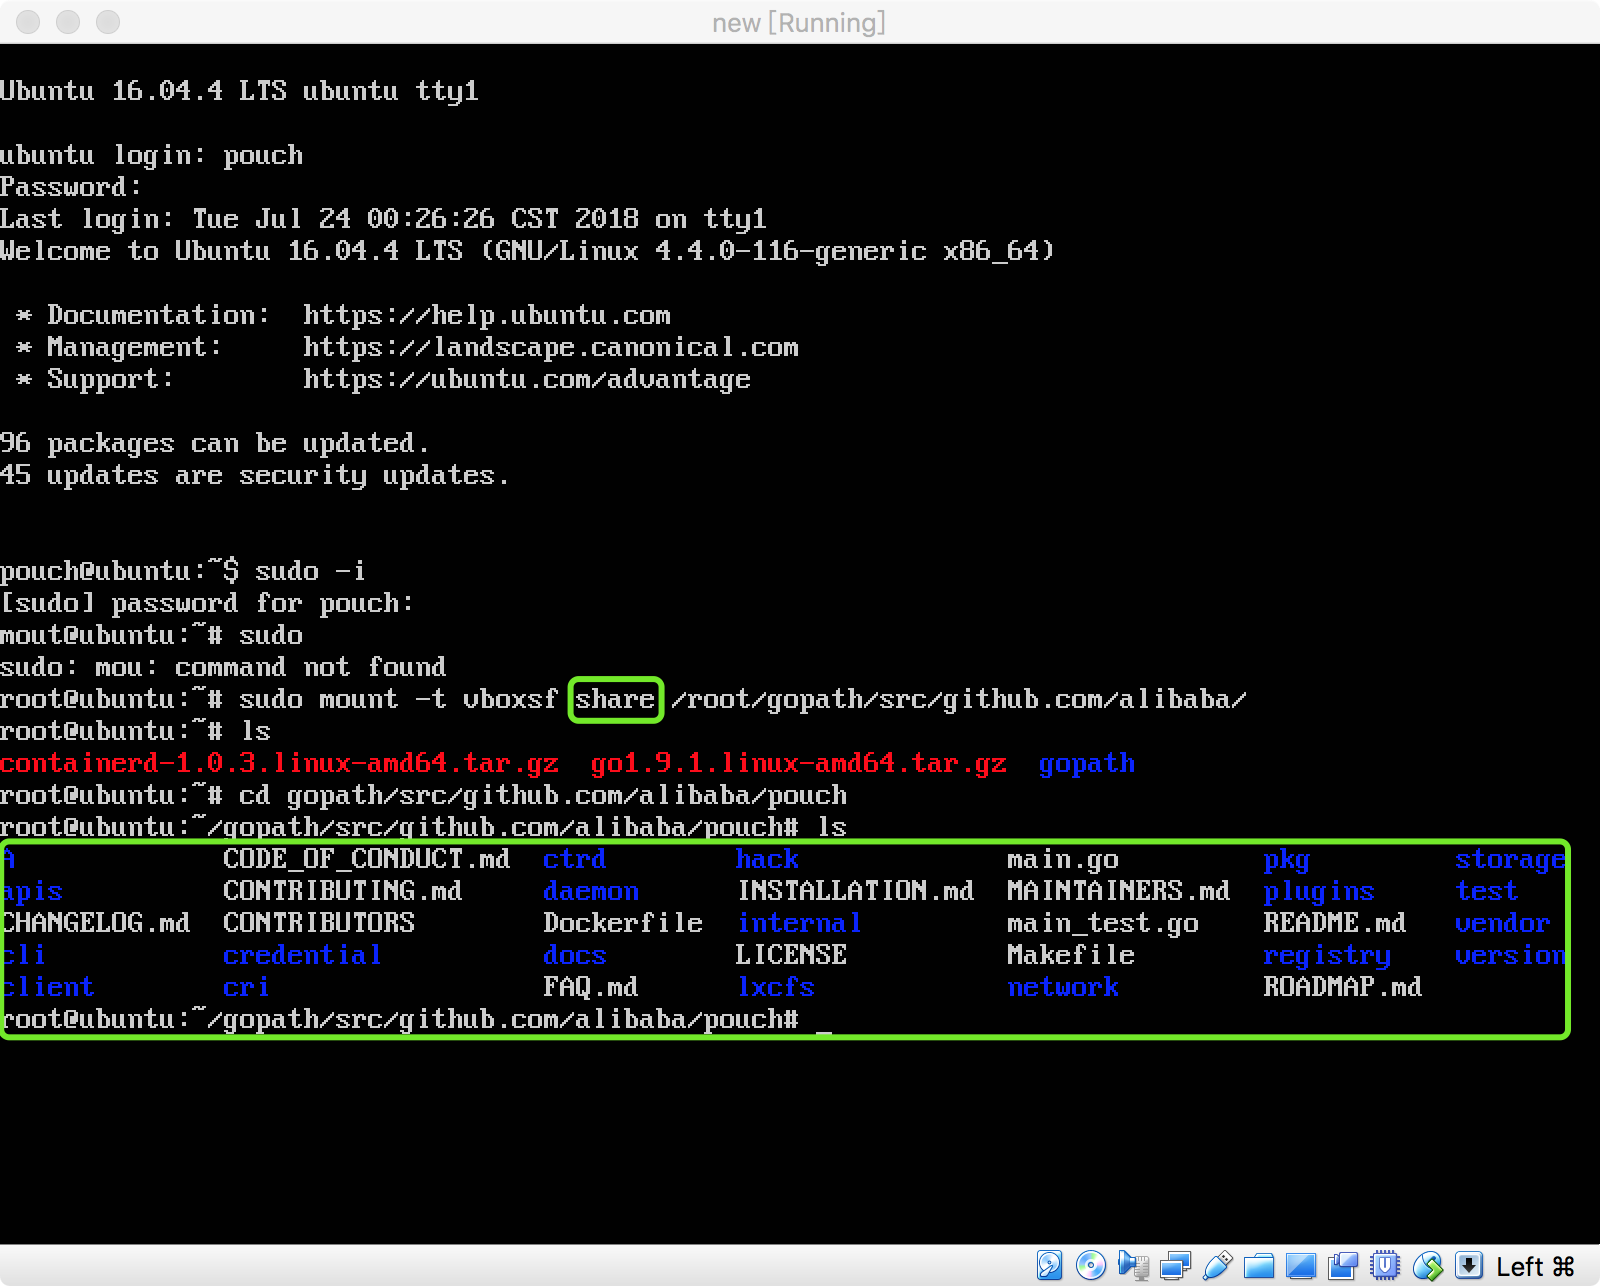 new [Running]
Ubuntu 16.04.4 LTS ubuntu tty1
ubuntu login: pouch
Password:
Last login: Tue Jul 24 00:26:26 CST 2018 on tty1
Welcome to Ubuntu 16.04.4 LTS (GNU/Linux 4.4.0-116-generic x86_64)
* Documentation:  https://help.ubuntu.com
* Management:     https://landscape.canonical.com
* Support:        https://ubuntu.com/advantage
96 packages can be updated.
45 updates are security updates.
pouch@ubuntu:~$ sudo -i
[sudo] password for pouch:
mout@ubuntu:~# sudo
sudo: mou: command not found
root@ubuntu:~# sudo mount -t vboxsf share /root/gopath/src/github.com/alibaba/
root@ubuntu:~# ls
containerd-1.0.3.linux-amd64.tar.gz  go1.9.1.linux-amd64.tar.gz  gopath
root@ubuntu:~# cd gopath/src/github.com/alibaba/pouch
root@ubuntu:~/gopath/src/github.com/alibaba/pouch# ls
A             CODE_OF_CONDUCT.md  ctrd        hack             main.go        pkg        storage
apis          CONTRIBUTING.md     daemon      INSTALLATION.md  MAINTAINERS.md  plugins    test
CHANGELOG.md  CONTRIBUTORS        Dockerfile  internal         main_test.go   README.md  vendor
cli           credential          docs        LICENSE          Makefile       registry   version
client        cri                 FAQ.md      lxcfs            network        ROADMAP.md
root@ubuntu:~/gopath/src/github.com/alibaba/pouch# _
Left ⌘